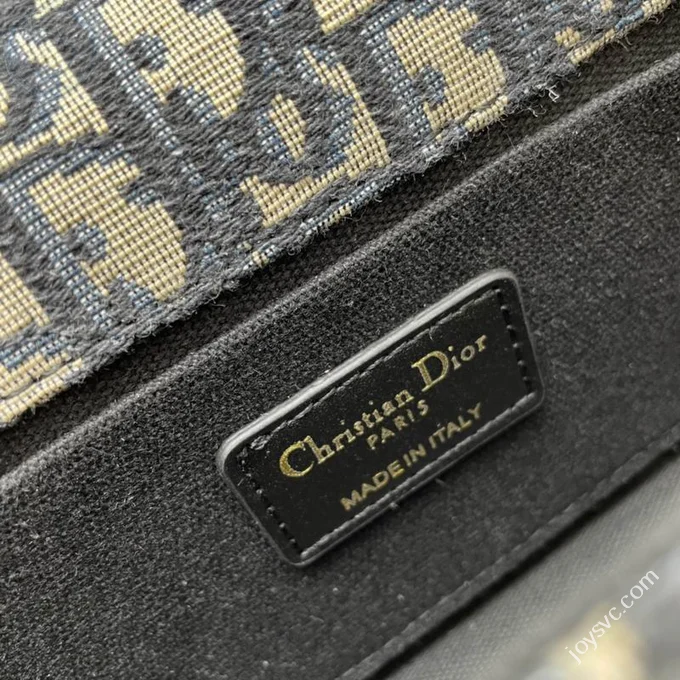 Christian Dior
PARIS
MADE IN ITALY
joysvc.com